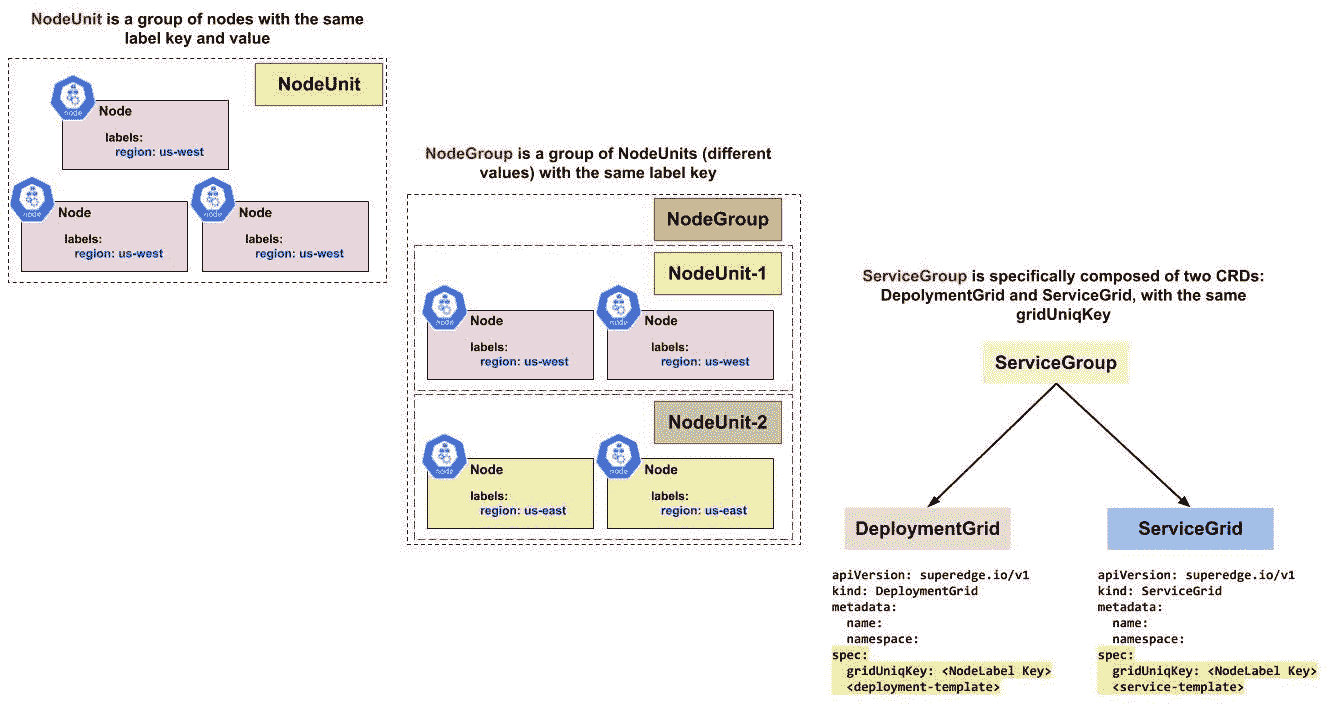 NodeUnit is a group of nodes with the same
label key and value
NodeUnit
node
Node
labels:
region: us-west
node
Node
labels:
region: us-west
node
Node
labels:
region: us-west
NodeGroup is a group of NodeUnits (different
values) with the same label key
NodeGroup
NodeUnit-1
node
Node
labels:
region: us-west
node
Node
labels:
region: us-west
NodeUnit-2
node
Node
labels:
region: us-east
node
Node
labels:
region: us-east
ServiceGroup is specifically composed of two CRDs:
DepolymentGrid and ServiceGrid, with the same
gridUniqKey
ServiceGroup
DeploymentGrid
apiVersion: superedge.io/v1
kind: DeploymentGrid
metadata:
name:
namespace:
spec:
gridUniqKey: <NodeLabel Key>
<deployment-template>
ServiceGrid
apiVersion: superedge.io/v1
kind: ServiceGrid
metadata:
name:
namespace:
spec:
gridUniqKey: <NodeLabel Key>
<service-template>